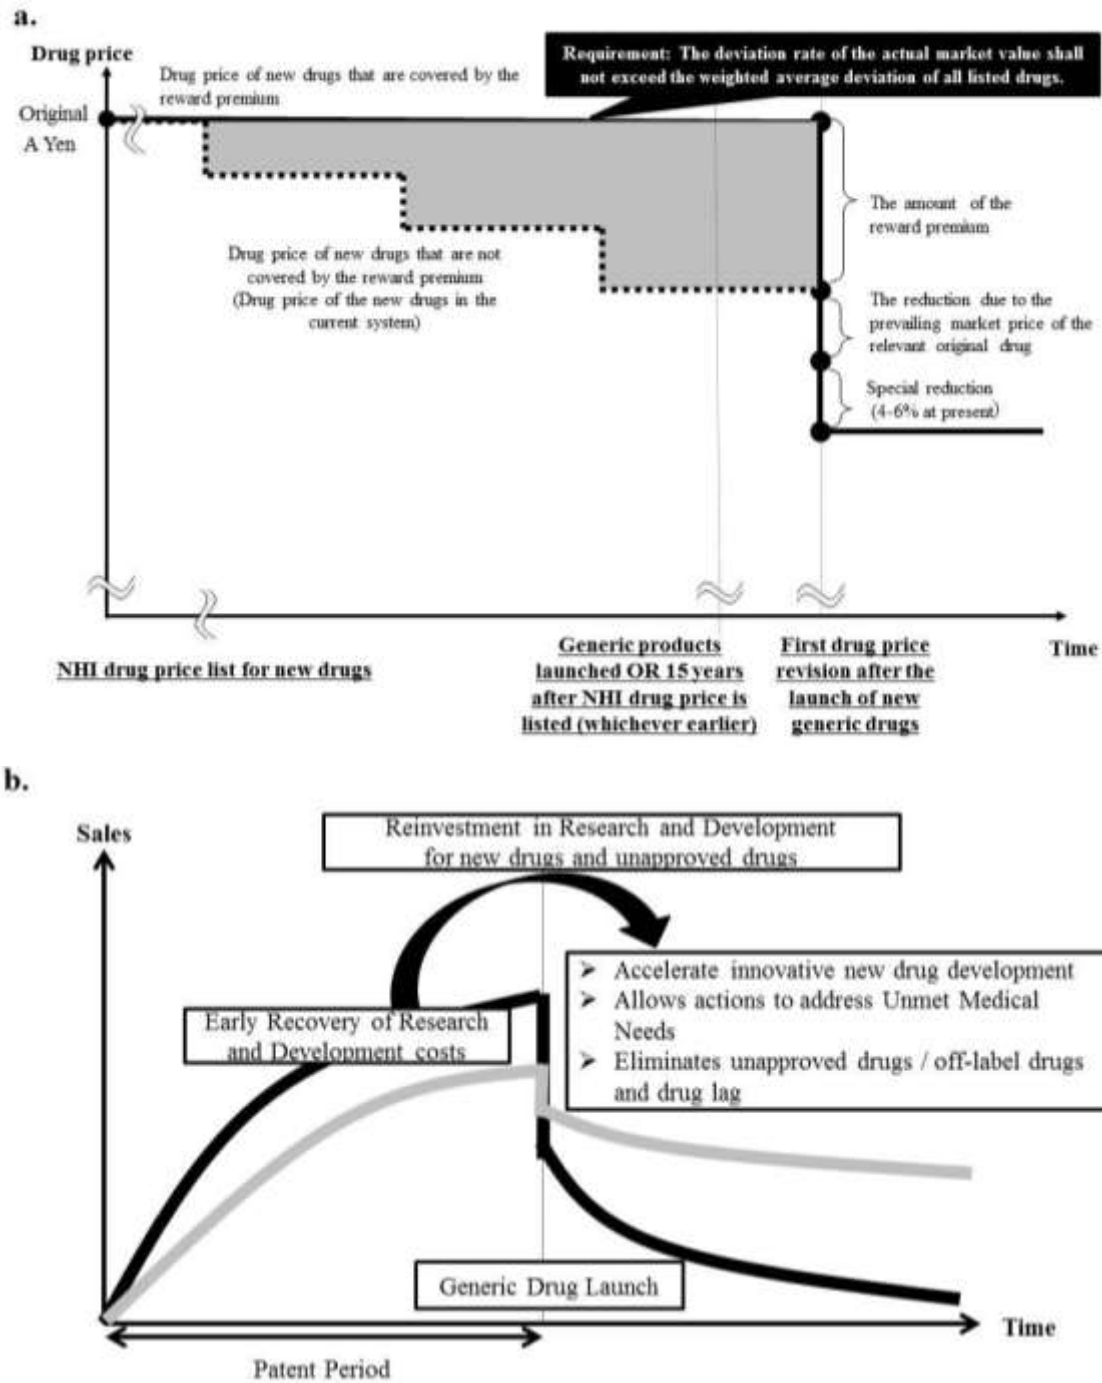 a.
Drug price
Requirement: The deviation rate of the actual market value shall
not exceed the weighted average deviation of all listed drugs.
Drug price of new drugs that are covered by the
reward premium
Original
A Yen
The amount of the
reward premium
Drug price of new drugs that are not
covered by the reward premium
(Drug price of the new drugs in the
current system)
The reduction due to the
prevailing market price of the
relevant original drug
Special reduction
(4-6% at present)
Time
NHI drug price list for new drugs
Generic products
launched OR 15 years
after NHI drug price is
listed (whichever earlier)
First drug price
revision after the
launch of new
generic drugs
b.
Sales
Reinvestment in Research and Development
for new drugs and unapproved drugs
Early Recovery of Research
and Development costs
➢ Accelerate innovative new drug development
➢ Allows actions to address Unmet Medical
Needs
➢ Eliminates unapproved drugs / off-label drugs
and drug lag
Generic Drug Launch
Time
Patent Period